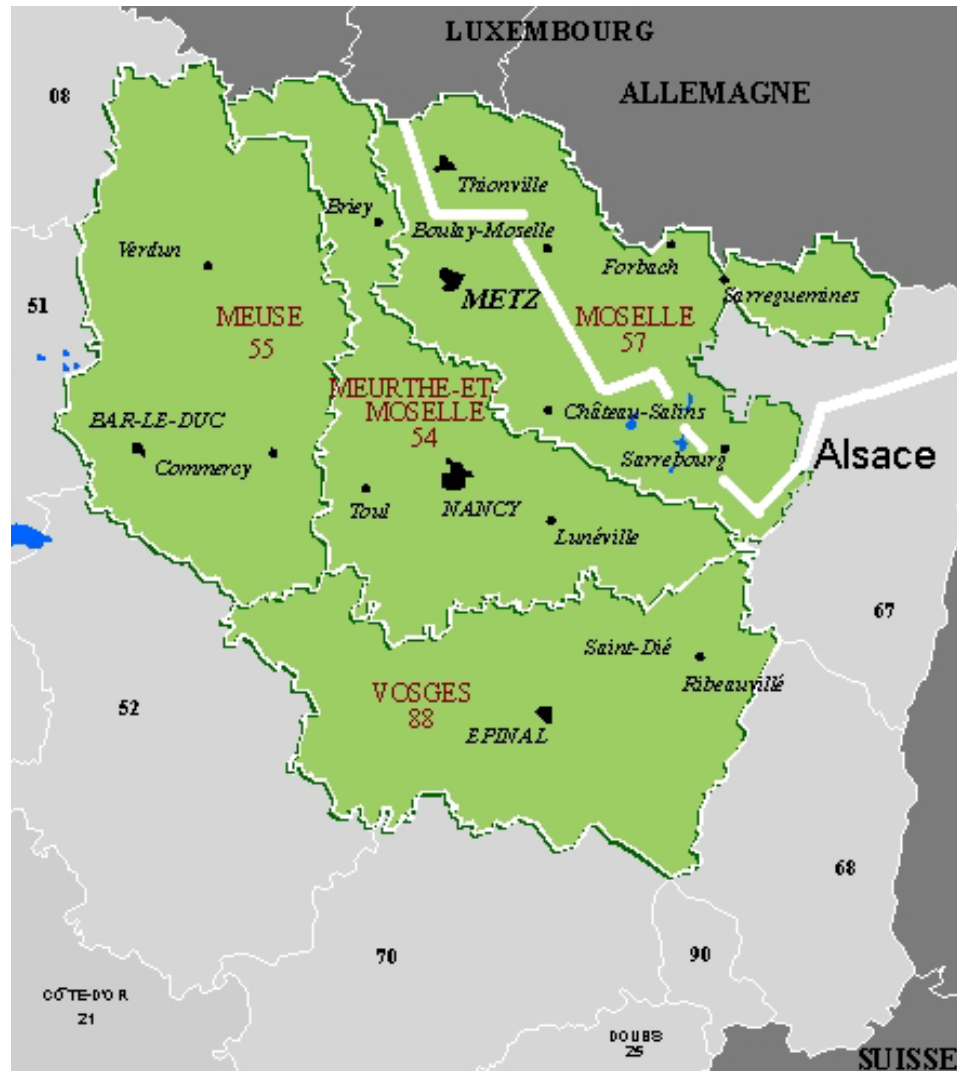 LUXEMBOURG
ALLEMAGNE
08
Thionville
Briey
Boulay-Moselle
Verdun
Forbach
METZ
Sarreguemines
51
MEUSE
55
MOSELLE
57
MEURTHE-ET-
MOSELLE
54
Château-Salins
BAR-LE-DUC
Commercy
Sarrebourg
Alsace
Toul
NANCY
Lunéville
67
Saint-Dié
Ribeauvillé
VOSGES
88
52
EPINAL
68
70
90
CÔTE-D'OR
21
DOUBS
25
SUISSE